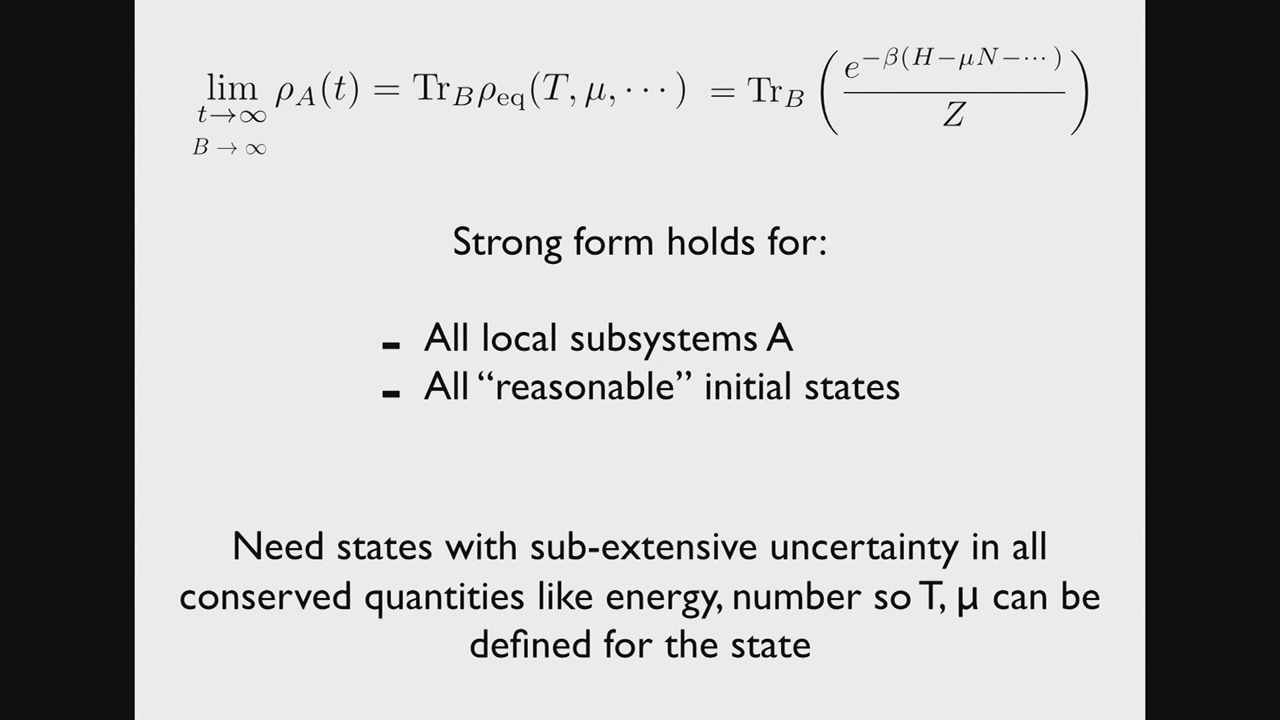 lim t→∞ B → ∞ ρ_A(t) = Tr_B ρ_eq(T, μ, ⋯) = Tr_B ( e^{−β(H−μN−⋯)} / Z )
Strong form holds for:
- All local subsystems A
- All “reasonable” initial states
Need states with sub-extensive uncertainty in all
conserved quantities like energy, number so T, μ can be
defined for the state